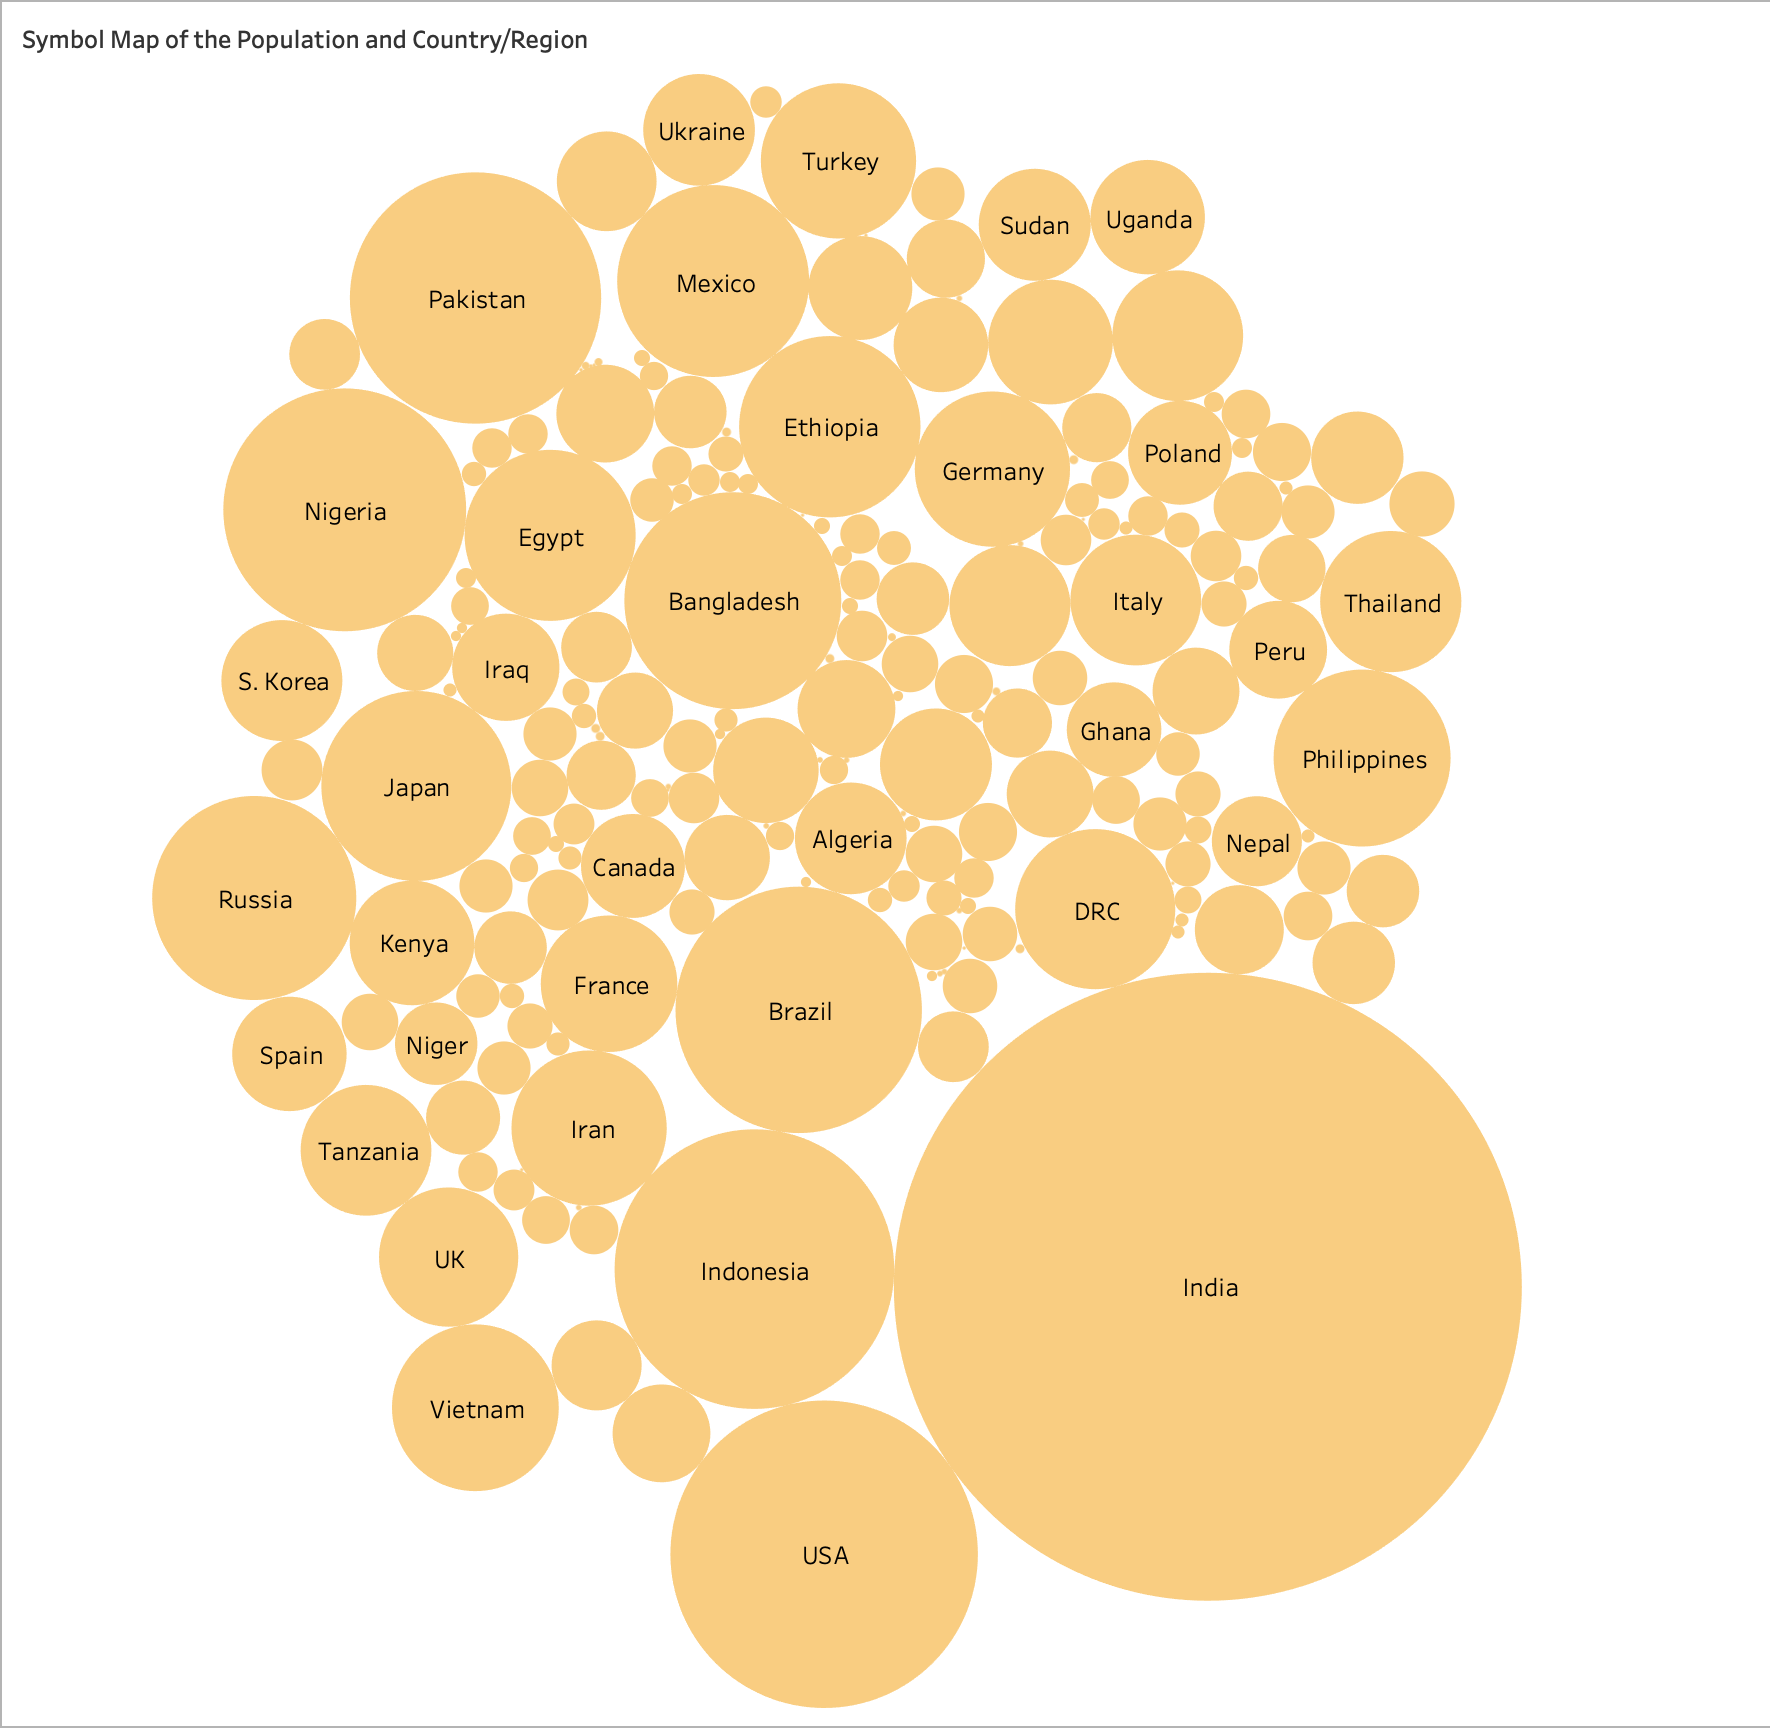 Symbol Map of the Population and Country/Region
Ukraine
Turkey
Sudan
Uganda
Pakistan
Mexico
Ethiopia
Germany
Poland
Nigeria
Egypt
Bangladesh
Italy
Thailand
S. Korea
Iraq
Peru
Ghana
Philippines
Japan
Algeria
Nepal
Canada
Russia
DRC
Kenya
France
Brazil
Spain
Niger
Iran
Tanzania
UK
Indonesia
India
Vietnam
USA